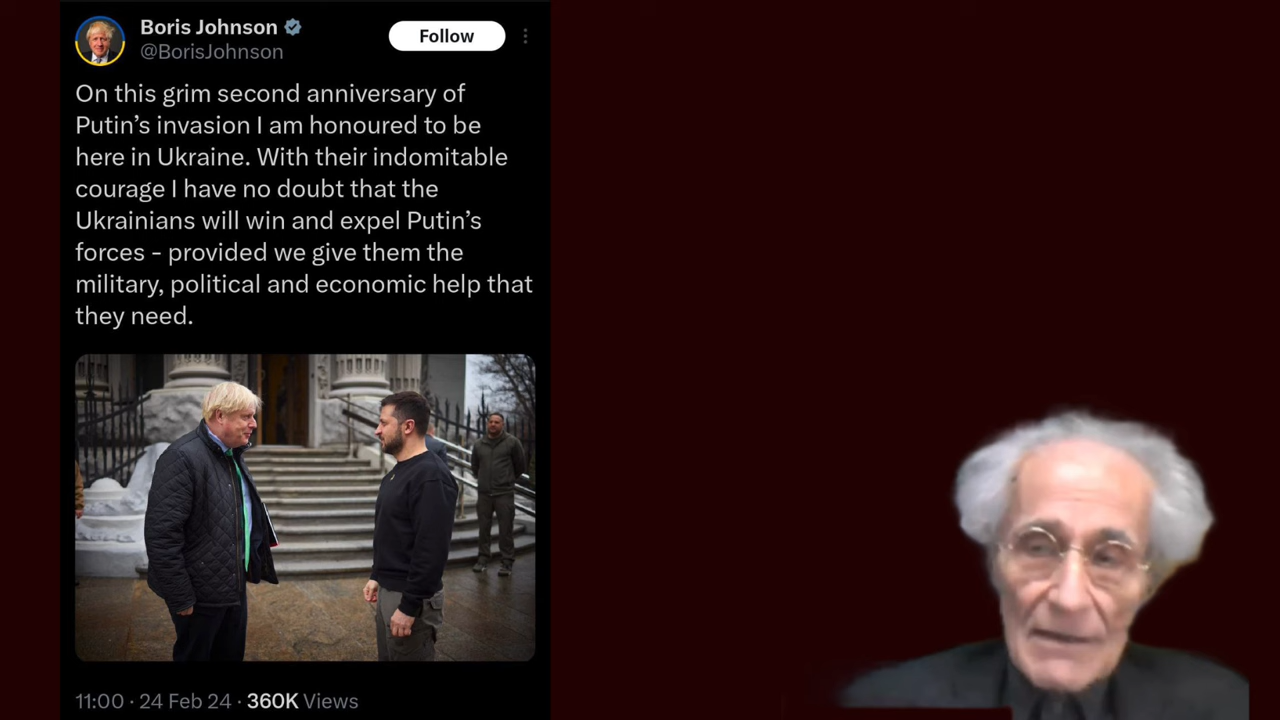 Boris Johnson
@BorisJohnson
Follow
On this grim second anniversary of
Putin’s invasion I am honoured to be
here in Ukraine. With their indomitable
courage I have no doubt that the
Ukrainians will win and expel Putin’s
forces - provided we give them the
military, political and economic help that
they need.
11:00 · 24 Feb 24 · 360K Views